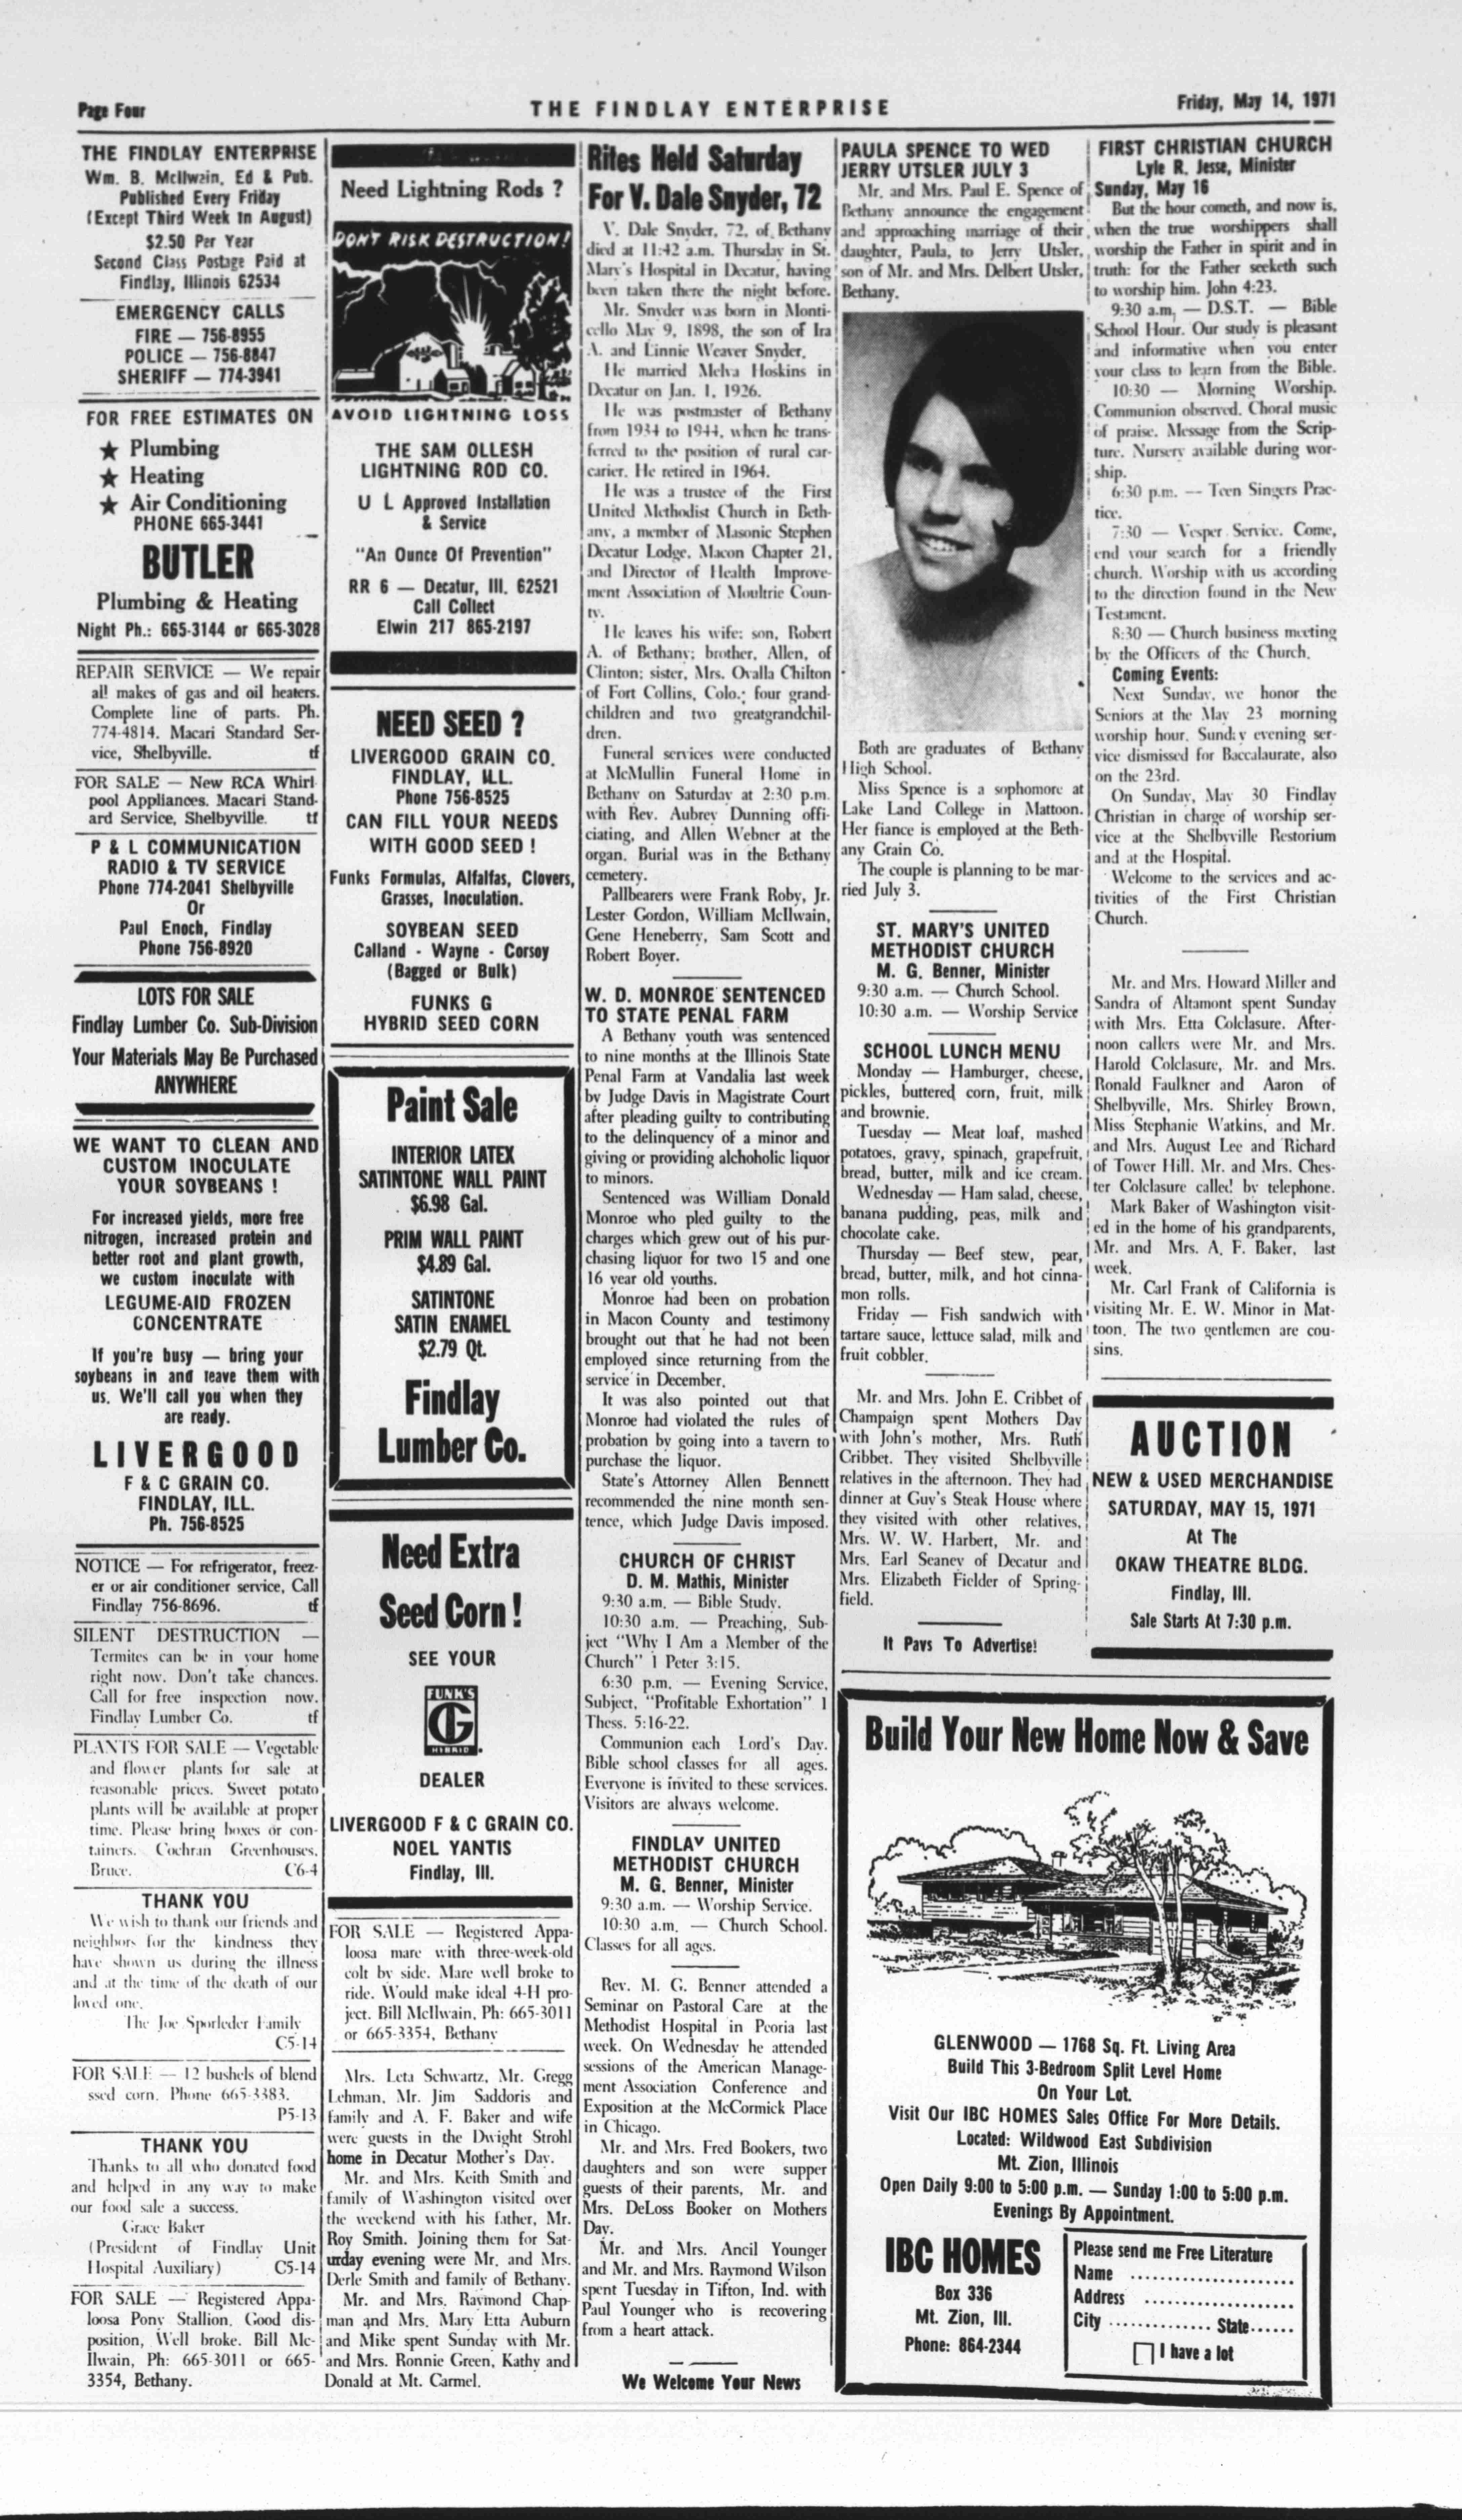 Page Four
THE FINDLAY ENTERPRISE
Friday, May 14, 1971
THE FINDLAY ENTERPRISE
Wm. B. McIlwain, Ed & Pub.
Published Every Friday
(Except Third Week in August)
$2.50 Per Year
Second Class Postage Paid at
Findlay, Illinois 62534
EMERGENCY CALLS
FIRE — 756-8955
POLICE — 756-8847
SHERIFF — 774-3941
FOR FREE ESTIMATES ON
★ Plumbing
★ Heating
★ Air Conditioning
PHONE 665-3441
BUTLER
Plumbing & Heating
Night Ph.: 665-3144 or 665-3028
REPAIR SERVICE — We repair
all makes of gas and oil heaters.
Complete line of parts. Ph.
774-4814. Macari Standard Ser-
vice, Shelbyville. tf
FOR SALE — New RCA Whirl-
pool Appliances. Macari Stand-
ard Service, Shelbyville. tf
P & L COMMUNICATION
RADIO & TV SERVICE
Phone 774-2041 Shelbyville
Or
Paul Enoch, Findlay
Phone 756-8920
LOTS FOR SALE
Findlay Lumber Co. Sub-Division
Your Materials May Be Purchased
ANYWHERE
WE WANT TO CLEAN AND
CUSTOM INOCULATE
YOUR SOYBEANS !
For increased yields, more free
nitrogen, increased protein and
better root and plant growth,
we custom inoculate with
LEGUME-AID FROZEN
CONCENTRATE
If you're busy — bring your
soybeans in and leave them with
us. We'll call you when they
are ready.
LIVERGOOD
F & C GRAIN CO.
FINDLAY, ILL.
Ph. 756-8525
NOTICE — For refrigerator, freez-
er or air conditioner service, Call
Findlay 756-8696. tf
SILENT DESTRUCTION —
Termites can be in your home
right now. Don't take chances.
Call for free inspection now.
Findlay Lumber Co. tf
PLANTS FOR SALE — Vegetable
and flower plants for sale at
reasonable prices. Sweet potato
plants will be available at proper
time. Please bring boxes or con-
tainers. Cochran Greenhouses,
Bruce. C6-4
THANK YOU
We wish to thank our friends and
neighbors for the kindness they
have shown us during the illness
and at the time of the death of our
loved one.
The Joe Sporleder Family
C5-14
FOR SALE — 12 bushels of blend
ssed corn. Phone 665-3383.
P5-13
THANK YOU
Thanks to all who donated food
and helped in any way to make
our food sale a success.
Grace Baker
(President of Findlay Unit
Hospital Auxiliary) C5-14
FOR SALE — Registered Appa-
loosa Pony Stallion. Good dis-
position, Well broke. Bill Mc-
Ilwain, Ph: 665-3011 or 665-
3354, Bethany.
Need Lightning Rods ?
DON'T RISK DESTRUCTION!
AVOID LIGHTNING LOSS
THE SAM OLLESH
LIGHTNING ROD CO.
U L Approved Installation
& Service
"An Ounce Of Prevention"
RR 6 — Decatur, Ill. 62521
Call Collect
Elwin 217 865-2197
NEED SEED ?
LIVERGOOD GRAIN CO.
FINDLAY, ILL.
Phone 756-8525
CAN FILL YOUR NEEDS
WITH GOOD SEED !
Funks Formulas, Alfalfas, Clovers,
Grasses, Inoculation.
SOYBEAN SEED
Calland - Wayne - Corsoy
(Bagged or Bulk)
FUNKS G
HYBRID SEED CORN
Paint Sale
INTERIOR LATEX
SATINTONE WALL PAINT
$6.98 Gal.
PRIM WALL PAINT
$4.89 Gal.
SATINTONE
SATIN ENAMEL
$2.79 Qt.
Findlay
Lumber Co.
Need Extra
Seed Corn!
SEE YOUR
FUNK'S
G
HYBRID
DEALER
LIVERGOOD F & C GRAIN CO.
NOEL YANTIS
Findlay, Ill.
FOR SALE — Registered Appa-
loosa mare with three-week-old
colt by side. Mare well broke to
ride. Would make ideal 4-H pro-
ject. Bill McIlwain, Ph: 665-3011
or 665-3354, Bethany
Mrs. Leta Schwartz, Mr. Gregg
Lehman, Mr. Jim Saddoris and
family and A. F. Baker and wife
were guests in the Dwight Strohl
home in Decatur Mother's Day.
Mr. and Mrs. Keith Smith and
family of Washington visited over
the weekend with his father, Mr.
Roy Smith. Joining them for Sat-
urday evening were Mr. and Mrs.
Derle Smith and family of Bethany.
Mr. and Mrs. Raymond Chap-
man and Mrs. Mary Etta Auburn
and Mike spent Sunday with Mr.
and Mrs. Ronnie Green, Kathy and
Donald at Mt. Carmel.
Rites Held Saturday
For V. Dale Snyder, 72
V. Dale Snyder, 72, of Bethany
died at 11:42 a.m. Thursday in St.
Mary's Hospital in Decatur, having
been taken there the night before.
Mr. Snyder was born in Monti-
cello May 9, 1898, the son of Ira
A. and Linnie Weaver Snyder.
He married Melva Hoskins in
Decatur on Jan. 1, 1926.
He was postmaster of Bethany
from 1934 to 1944, when he trans-
ferred to the position of rural car-
carier. He retired in 1964.
He was a trustee of the First
United Methodist Church in Beth-
any, a member of Masonic Stephen
Decatur Lodge, Macon Chapter 21,
and Director of Health Improve-
ment Association of Moultrie Coun-
ty.
He leaves his wife; son, Robert
A. of Bethany; brother, Allen, of
Clinton; sister, Mrs. Ovalla Chilton
of Fort Collins, Colo.; four grand-
children and two greatgrandchil-
dren.
Funeral services were conducted
at McMullin Funeral Home in
Bethany on Saturday at 2:30 p.m.
with Rev. Aubrey Dunning offi-
ciating, and Allen Webner at the
organ. Burial was in the Bethany
cemetery.
Pallbearers were Frank Roby, Jr.
Lester Gordon, William McIlwain,
Gene Heneberry, Sam Scott and
Robert Boyer.
W. D. MONROE SENTENCED
TO STATE PENAL FARM
A Bethany youth was sentenced
to nine months at the Illinois State
Penal Farm at Vandalia last week
by Judge Davis in Magistrate Court
after pleading guilty to contributing
to the delinquency of a minor and
giving or providing alchoholic liquor
to minors.
Sentenced was William Donald
Monroe who pled guilty to the
charges which grew out of his pur-
chasing liquor for two 15 and one
16 year old youths.
Monroe had been on probation
in Macon County and testimony
brought out that he had not been
employed since returning from the
service in December.
It was also pointed out that
Monroe had violated the rules of
probation by going into a tavern to
purchase the liquor.
State's Attorney Allen Bennett
recommended the nine month sen-
tence, which Judge Davis imposed.
CHURCH OF CHRIST
D. M. Mathis, Minister
9:30 a.m. — Bible Study.
10:30 a.m. — Preaching, Sub-
ject "Why I Am a Member of the
Church" 1 Peter 3:15.
6:30 p.m. — Evening Service,
Subject, "Profitable Exhortation" 1
Thess. 5:16-22.
Communion each Lord's Day.
Bible school classes for all ages.
Everyone is invited to these services.
Visitors are always welcome.
FINDLAY UNITED
METHODIST CHURCH
M. G. Benner, Minister
9:30 a.m. — Worship Service.
10:30 a.m. — Church School.
Classes for all ages.
Rev. M. G. Benner attended a
Seminar on Pastoral Care at the
Methodist Hospital in Peoria last
week. On Wednesday he attended
sessions of the American Manage-
ment Association Conference and
Exposition at the McCormick Place
in Chicago.
Mr. and Mrs. Fred Bookers, two
daughters and son were supper
guests of their parents, Mr. and
Mrs. DeLoss Booker on Mothers
Day.
Mr. and Mrs. Ancil Younger
and Mr. and Mrs. Raymond Wilson
spent Tuesday in Tifton, Ind. with
Paul Younger who is recovering
from a heart attack.
We Welcome Your News
PAULA SPENCE TO WED
JERRY UTSLER JULY 3
Mr. and Mrs. Paul E. Spence of
Bethany announce the engagement
and approaching marriage of their
daughter, Paula, to Jerry Utsler,
son of Mr. and Mrs. Delbert Utsler,
Bethany.
Both are graduates of Bethany
High School.
Miss Spence is a sophomore at
Lake Land College in Mattoon.
Her fiance is employed at the Beth-
any Grain Co.
The couple is planning to be mar-
ried July 3.
ST. MARY'S UNITED
METHODIST CHURCH
M. G. Benner, Minister
9:30 a.m. — Church School.
10:30 a.m. — Worship Service
SCHOOL LUNCH MENU
Monday — Hamburger, cheese,
pickles, buttered corn, fruit, milk
and brownie.
Tuesday — Meat loaf, mashed
potatoes, gravy, spinach, grapefruit,
bread, butter, milk and ice cream.
Wednesday — Ham salad, cheese,
banana pudding, peas, milk and
chocolate cake.
Thursday — Beef stew, pear,
bread, butter, milk, and hot cinna-
mon rolls.
Friday — Fish sandwich with
tartare sauce, lettuce salad, milk and
fruit cobbler.
Mr. and Mrs. John E. Cribbet of
Champaign spent Mothers Day
with John's mother, Mrs. Ruth
Cribbet. They visited Shelbyville
relatives in the afternoon. They had
dinner at Guy's Steak House where
they visited with other relatives,
Mrs. W. W. Harbert, Mr. and
Mrs. Earl Seaney of Decatur and
Mrs. Elizabeth Fielder of Spring-
field.
It Pays To Advertise!
FIRST CHRISTIAN CHURCH
Lyle R. Jesse, Minister
Sunday, May 16
But the hour cometh, and now is,
when the true worshippers shall
worship the Father in spirit and in
truth: for the Father seeketh such
to worship him. John 4:23.
9:30 a.m. — D.S.T. — Bible
School Hour. Our study is pleasant
and informative when you enter
your class to learn from the Bible.
10:30 — Morning Worship.
Communion observed. Choral music
of praise. Message from the Scrip-
ture. Nursery available during wor-
ship.
6:30 p.m. — Teen Singers Prac-
tice.
7:30 — Vesper Service. Come,
end your search for a friendly
church. Worship with us according
to the direction found in the New
Testament.
8:30 — Church business meeting
by the Officers of the Church.
Coming Events:
Next Sunday, we honor the
Seniors at the May 23 morning
worship hour. Sunday evening ser-
vice dismissed for Baccalaurate, also
on the 23rd.
On Sunday, May 30 Findlay
Christian in charge of worship ser-
vice at the Shelbyville Restorium
and at the Hospital.
Welcome to the services and ac-
tivities of the First Christian
Church.
Mr. and Mrs. Howard Miller and
Sandra of Altamont spent Sunday
with Mrs. Etta Colclasure. After-
noon callers were Mr. and Mrs.
Harold Colclasure, Mr. and Mrs.
Ronald Faulkner and Aaron of
Shelbyville, Mrs. Shirley Brown,
Miss Stephanie Watkins, and Mr.
and Mrs. August Lee and Richard
of Tower Hill. Mr. and Mrs. Ches-
ter Colclasure called by telephone.
Mark Baker of Washington visit-
ed in the home of his grandparents,
Mr. and Mrs. A. F. Baker, last
week.
Mr. Carl Frank of California is
visiting Mr. E. W. Minor in Mat-
toon. The two gentlemen are cou-
sins.
AUCTION
NEW & USED MERCHANDISE
SATURDAY, MAY 15, 1971
At The
OKAW THEATRE BLDG.
Findlay, Ill.
Sale Starts At 7:30 p.m.
Build Your New Home Now & Save
GLENWOOD — 1768 Sq. Ft. Living Area
Build This 3-Bedroom Split Level Home
On Your Lot.
Visit Our IBC HOMES Sales Office For More Details.
Located: Wildwood East Subdivision
Mt. Zion, Illinois
Open Daily 9:00 to 5:00 p.m. — Sunday 1:00 to 5:00 p.m.
Evenings By Appointment.
IBC HOMES
Box 336
Mt. Zion, Ill.
Phone: 864-2344
Please send me Free Literature
Name ........................
Address ......................
City ............... State......
I have a lot